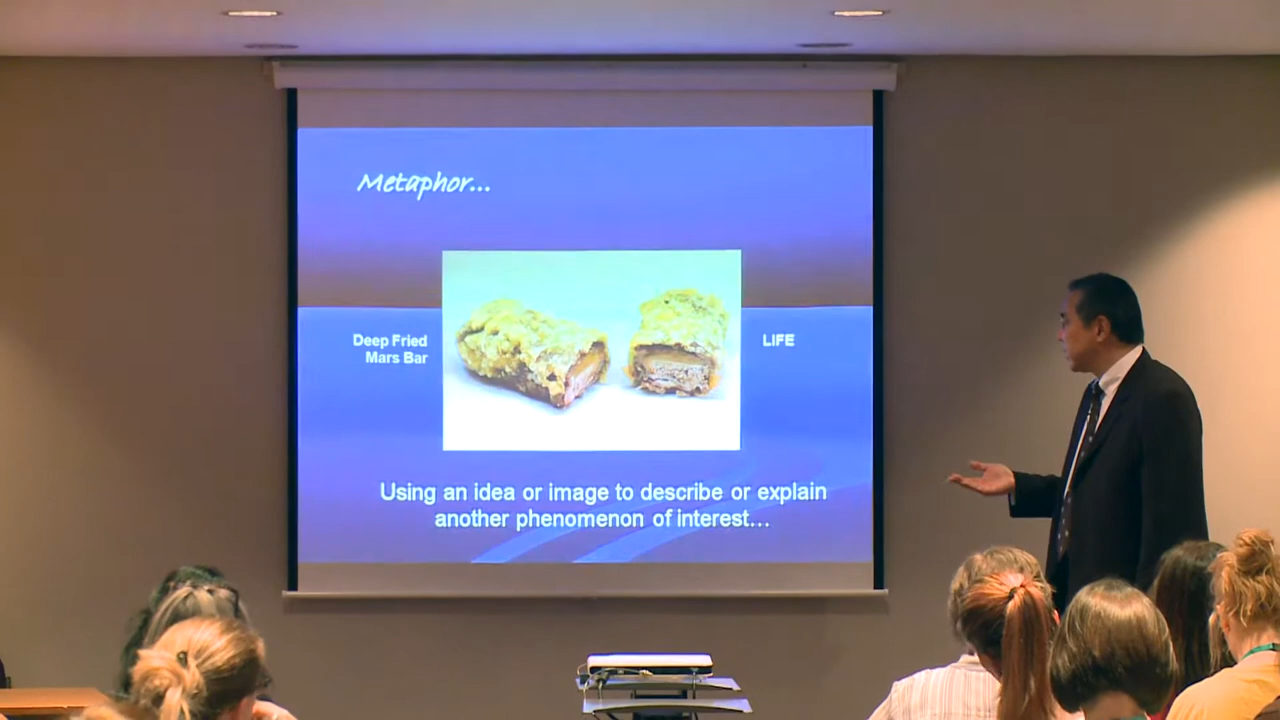 Metaphor...
Deep Fried
Mars Bar
LIFE
Using an idea or image to describe or explain
another phenomenon of interest...